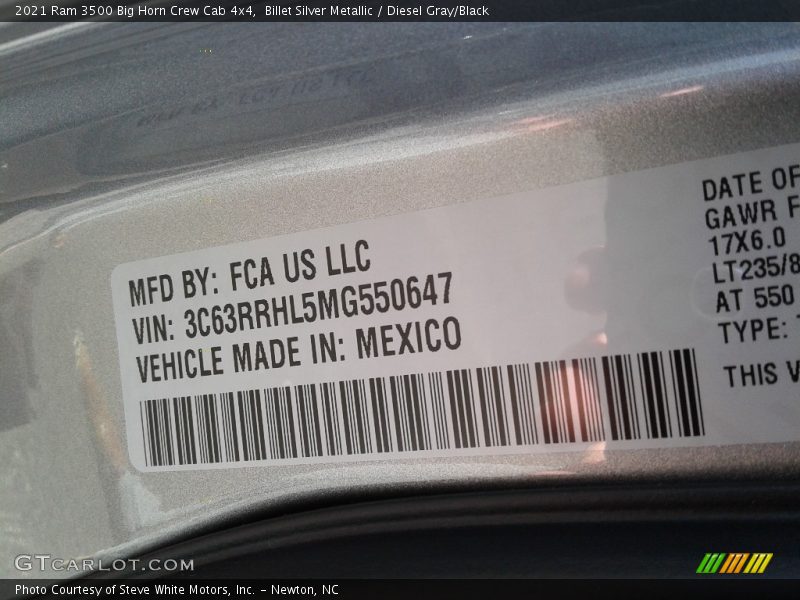 2021 Ram 3500 Big Horn Crew Cab 4x4,  Billet Silver Metallic / Diesel Gray/Black
MFD BY: FCA US LLC
VIN: 3C63RRHL5MG550647
VEHICLE MADE IN: MEXICO
DATE OF
GAWR F
17X6.0
LT235/8
AT 550
TYPE:
THIS V
GTCARLOT.COM
Photo Courtesy of Steve White Motors, Inc. – Newton, NC